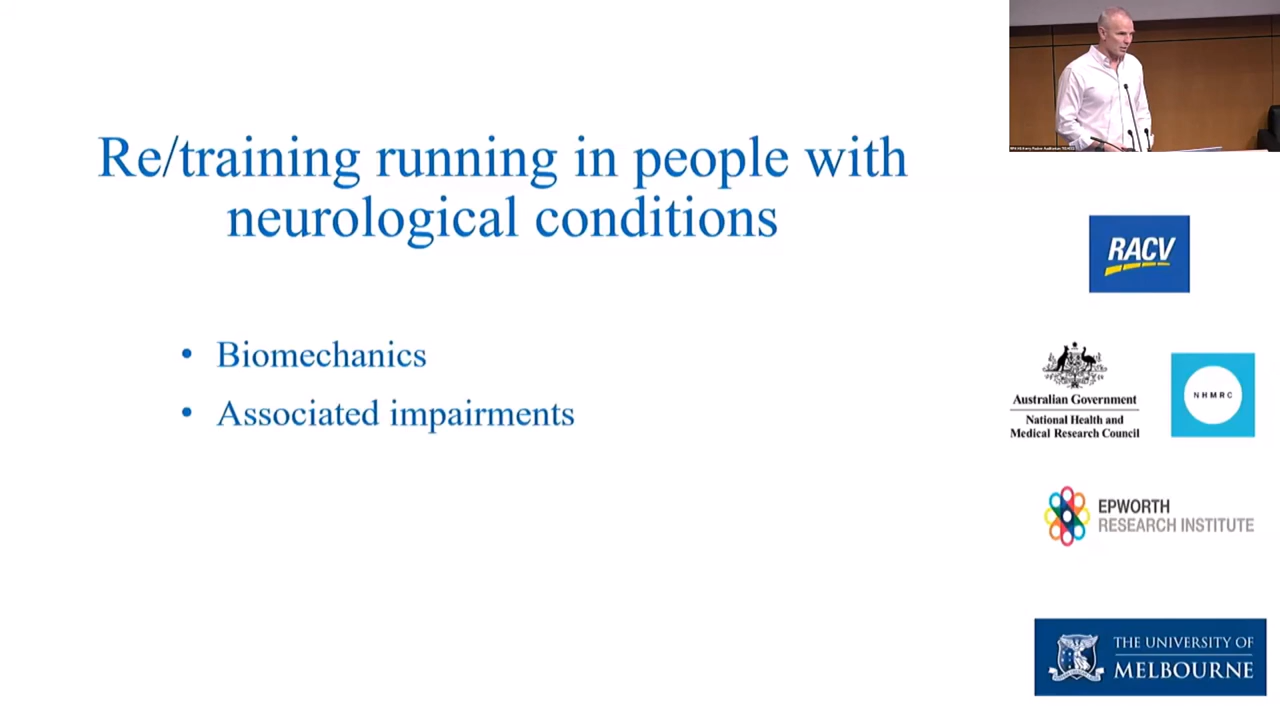 Re/training running in people with
neurological conditions
• Biomechanics
• Associated impairments
RACV
Australian Government
National Health and
Medical Research Council
NHMRC
EPWORTH
RESEARCH INSTITUTE
THE UNIVERSITY OF
MELBOURNE